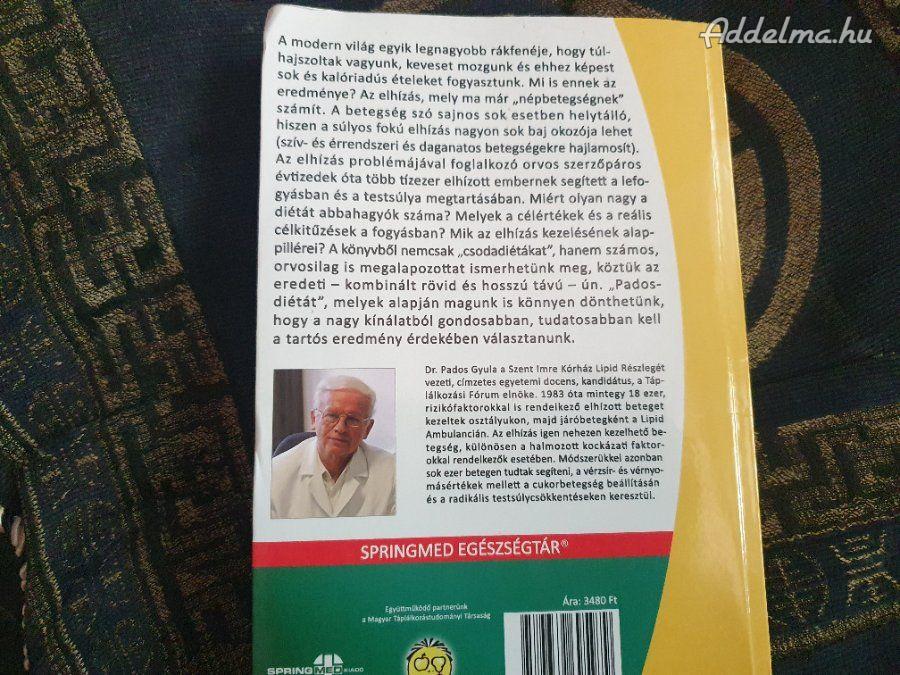 Addelma.hu
A modern világ egyik legnagyobb rákfenéje, hogy túl-
hajszoltak vagyunk, keveset mozgunk és ehhez képest
sok és kalóriadús ételeket fogyasztunk. Mi is ennek az
eredménye? Az elhízás, mely ma már „népbetegségnek”
számít. A betegség szó sajnos sok esetben helytálló,
hiszen a súlyos fokú elhízás nagyon sok baj okozója lehet
(szív- és érrendszeri és daganatos betegségekre hajlamosít).
Az elhízás problémájával foglalkozó orvos szerzőpáros
évtizedek óta több tízezer elhízott embernek segített a lefo-
gyásban és a testsúlya megtartásában. Miért olyan nagy a
diétát abbahagyók száma? Melyek a célértékek és a reális
célkitűzések a fogyásban? Mik az elhízás kezelésének alap-
pillérei? A könyvből nemcsak „csodadiétákat”, hanem számos,
orvosilag is megalapozottat ismerhetünk meg, köztük az
eredeti – kombinált rövid és hosszú távú – ún. „Pados-
diétát”, melyek alapján magunk is könnyen dönthetünk,
hogy a nagy kínálatból gondosabban, tudatosabban kell
a tartós eredmény érdekében választanunk.
Dr. Pados Gyula a Szent Imre Kórház Lipid Részlegét
vezeti, címzetes egyetemi docens, kandidátus, a Táp-
lálkozási Fórum elnöke. 1983 óta mintegy 18 ezer,
rizikófaktorokkal is rendelkező elhízott beteget
kezeltek osztályukon, majd járóbetegként a Lipid
Ambulancián. Az elhízás igen nehezen kezelhető be-
tegség, különösen a halmozott kockázati faktor-
okkal rendelkezők esetében. Módszerükkel azonban
sok ezer betegen tudtak segíteni, a vérzsír- és vérnyo-
másértékek mellett a cukorbetegség beállításán
és a radikális testsúlycsökkentéseken keresztül.
SPRINGMED EGÉSZSÉGTÁR®
Együttműködő partnerünk
a Magyar Táplálkozástudományi Társaság
Ára: 3480 Ft
SPRINGMED KIADÓ